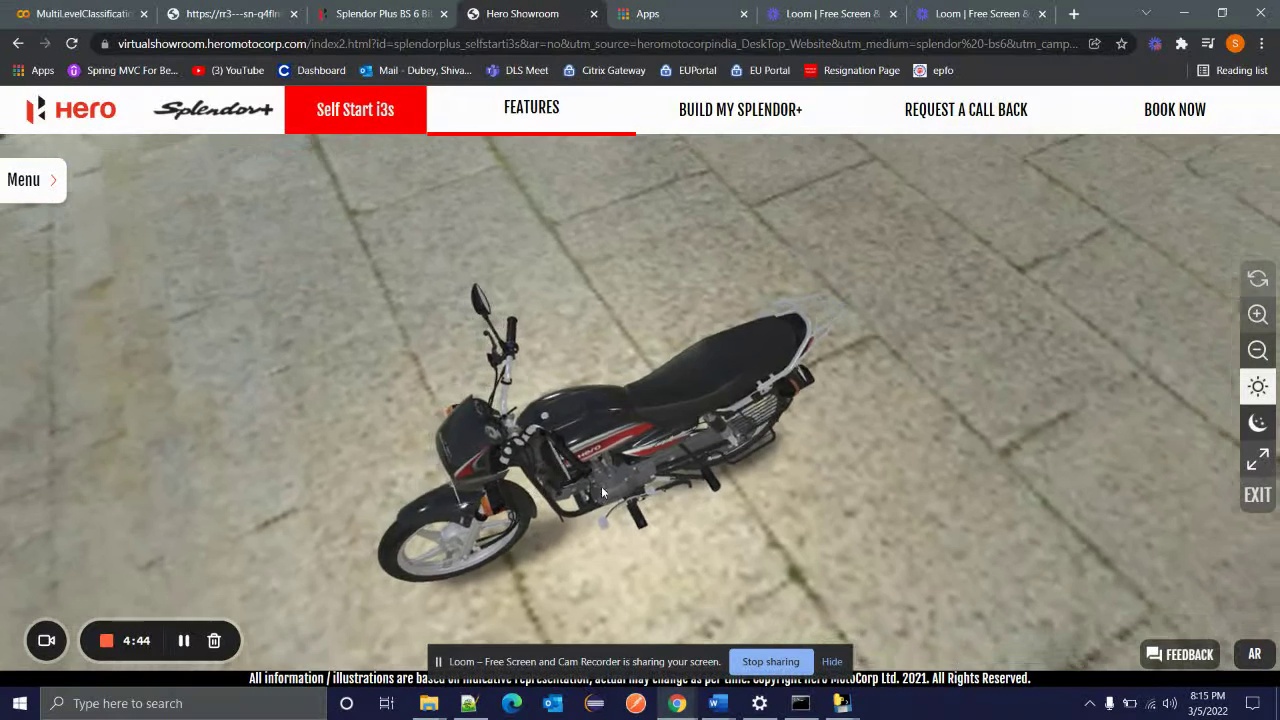 MultiLevelClassificati
https://rr3---sn-q4fln
Splendor Plus BS 6 Bi
Hero Showroom
Apps
Loom | Free Screen &
Loom | Free Screen &
virtualshowroom.heromotocorp.com/index2.html?id=splendorplus_selfstarti3s&ar=no&utm_source=heromotocorpindia_DeskTop_Website&utm_medium=splendor%20-bs6&utm_camp...
Apps
Spring MVC For Be...
(3) YouTube
Dashboard
Mail - Dubey, Shiva...
DLS Meet
Citrix Gateway
EUPortal
EU Portal
Resignation Page
epfo
Reading list
Hero
Splendor+
Self Start i3s
FEATURES
BUILD MY SPLENDOR+
REQUEST A CALL BACK
BOOK NOW
Menu
HERO
EXIT
4:44
Loom – Free Screen and Cam Recorder is sharing your screen.
Stop sharing
Hide
FEEDBACK
AR
All information / illustrations are based on indicative representation, actual may change as per time. Copyright Hero MotoCorp Ltd. 2021. All Rights Reserved.
Type here to search
8:15 PM
3/5/2022